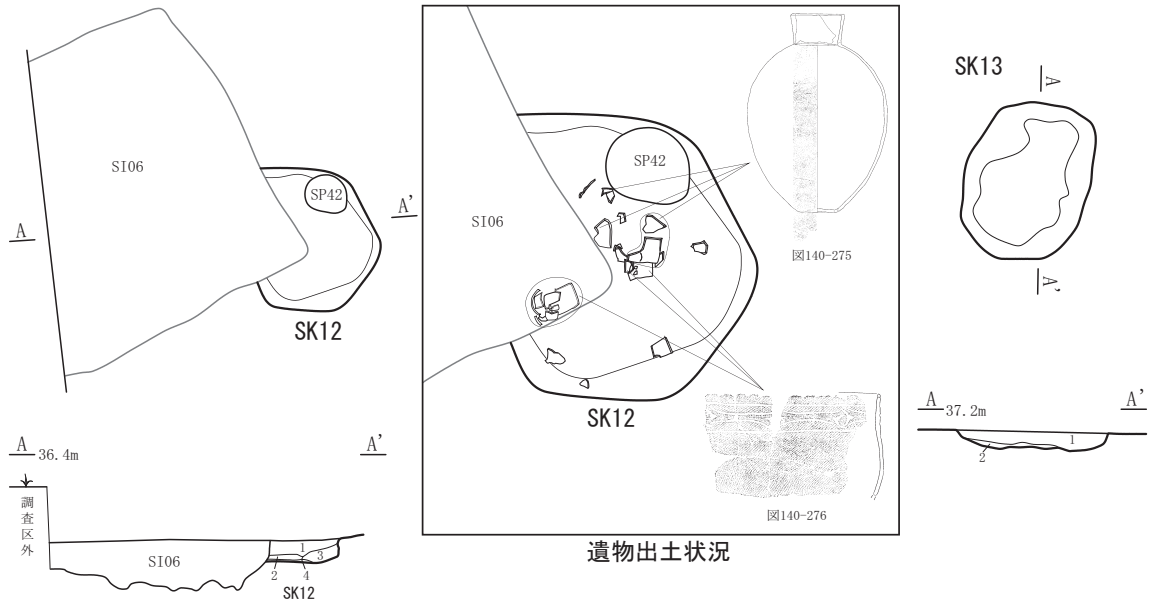 SI06
SP42
A
A'
SK12
A
36.4m
A'
調査区外
SI06
1
3
2
4
SK12
SP42
SI06
SK12
図140-275
図140-276
遺物出土状況
SK13
A
A'
A
37.2m
A'
1
2